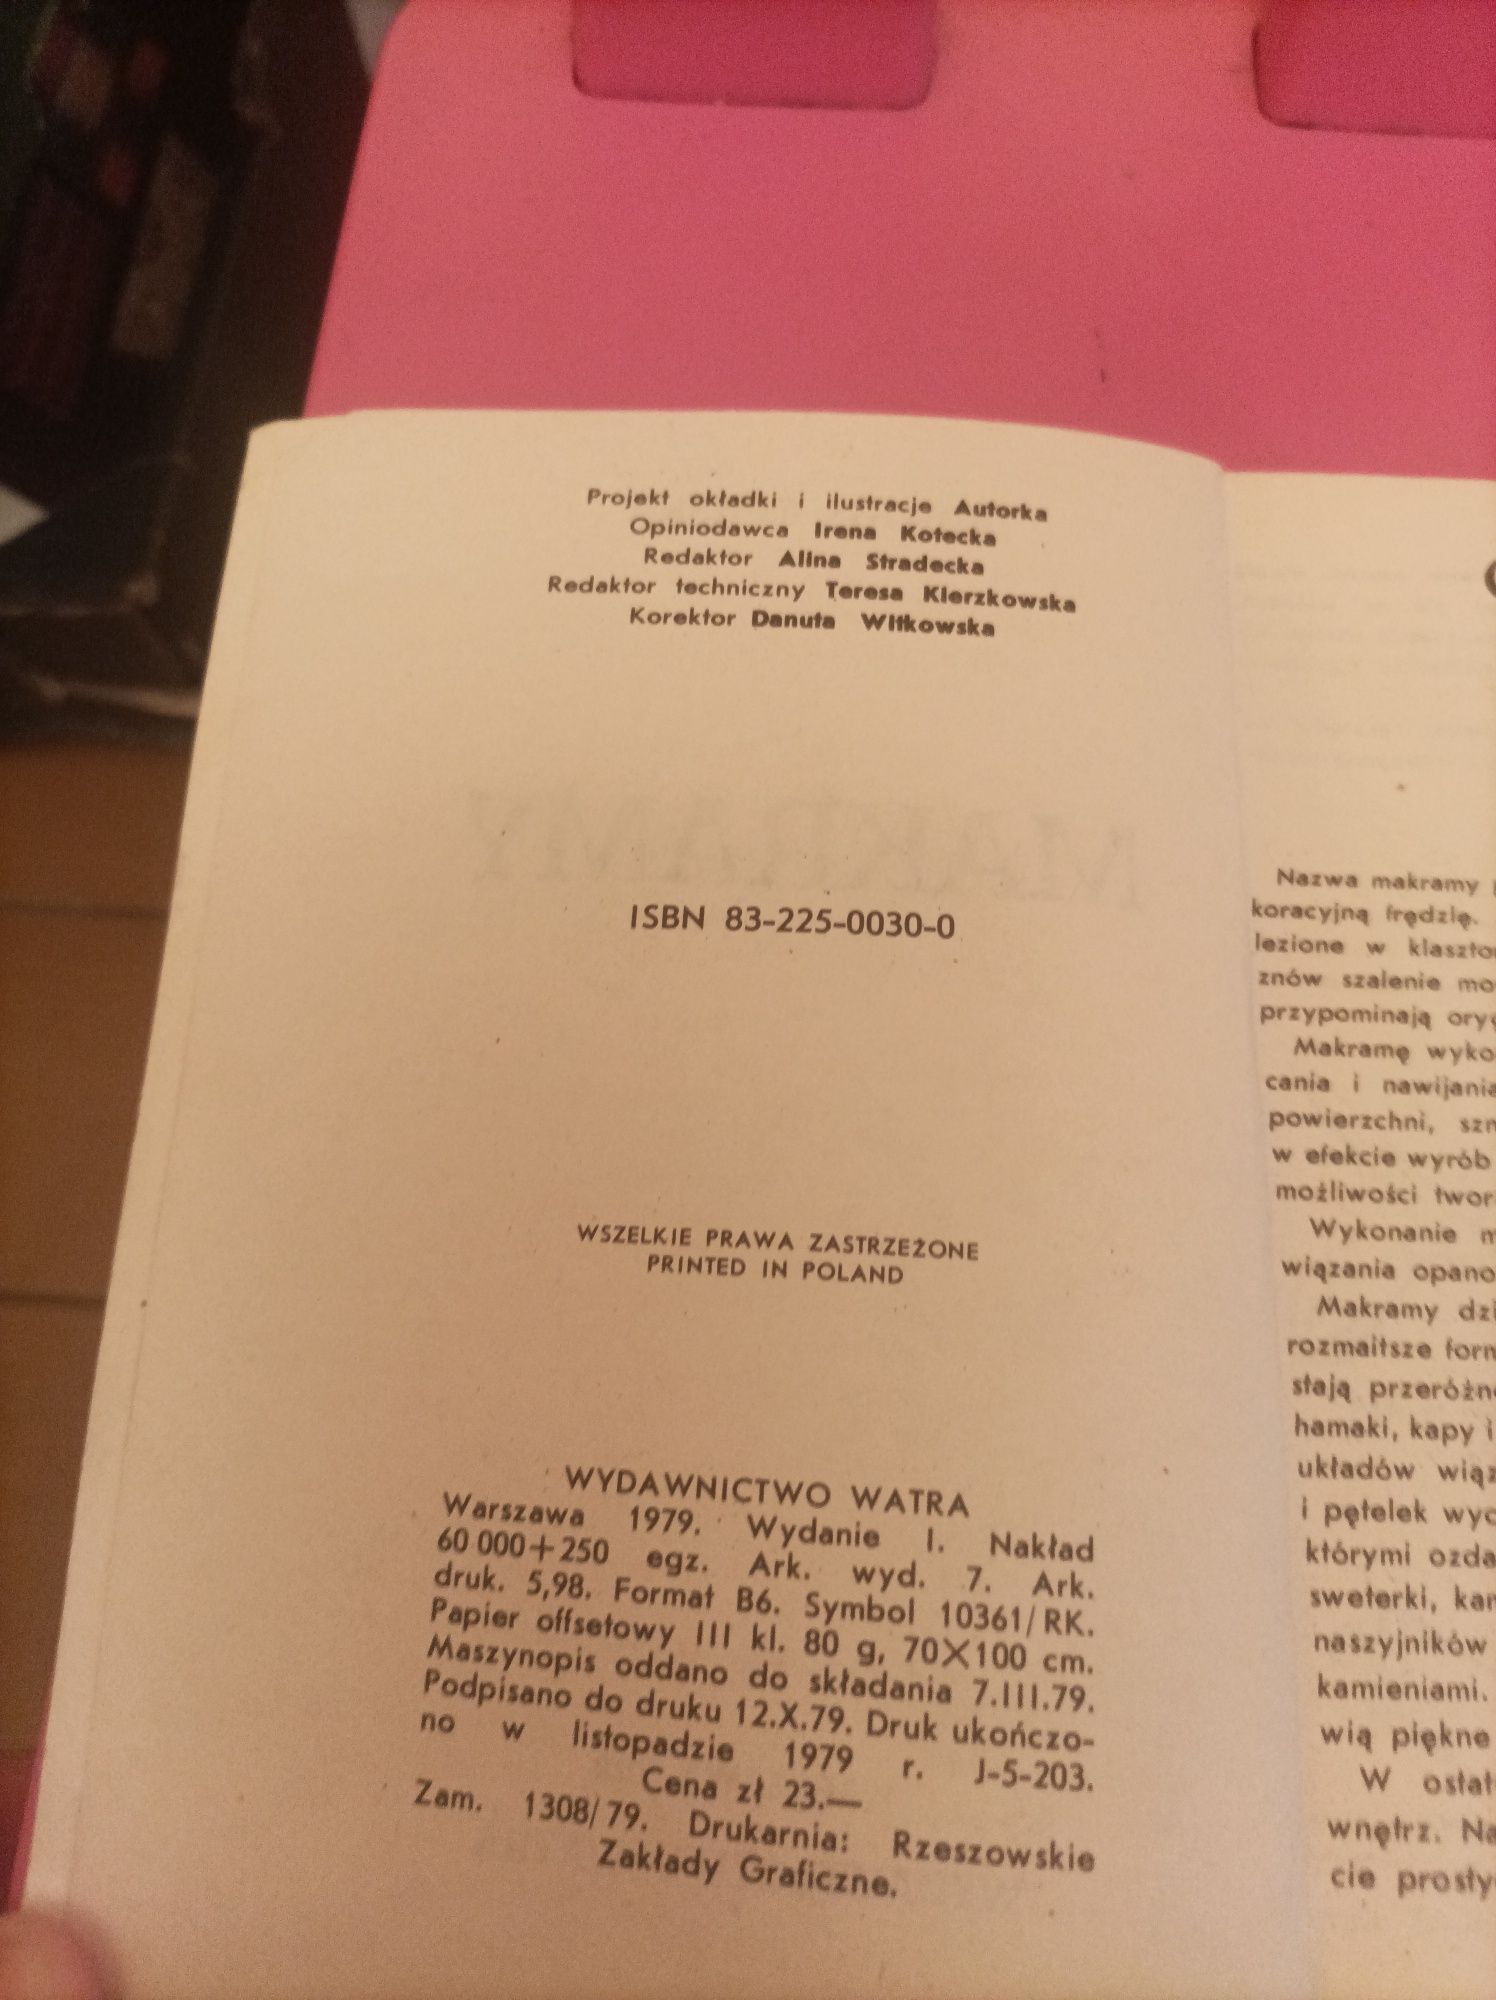 Projekt okładki i ilustracje Autorka
Opiniodawca Irena Kotecka
Redaktor Alina Stradecka
Redaktor techniczny Teresa Kierzkowska
Korektor Danuta Witkowska
ISBN 83-225-0030-0
WSZELKIE PRAWA ZASTRZEŻONE
PRINTED IN POLAND
WYDAWNICTWO WATRA
Warszawa 1979. Wydanie I. Nakład
60 000+250 egz. Ark. wyd. 7. Ark.
druk. 5,98. Format B6. Symbol 10361/RK.
Papier offsetowy III kl. 80 g, 70X100 cm.
Maszynopis oddano do składania 7.III.79.
Podpisano do druku 12.X.79. Druk ukończo-
no w listopadzie 1979 r. J-5-203.
Cena zł 23.—
Zam. 1308/79. Drukarnia: Rzeszowskie
Zakłady Graficzne.
Nazwa makramy
koracyjną frędzlę.
lezione w klaszto
znów szalenie mo
przypominają ory
Makramę wyko
cania i nawijania
powierzchni, szn
w efekcie wyrób
możliwości twor
Wykonanie m
wiązania opano
Makramy dzi
rozmaitsze form
stają przeróżn
hamaki, kapy i
układów wiąz
i pętelek wyc
którymi ozda
sweterki, kam
naszyjników
kamieniami.
wią piękne
W ostat
wnętrz. Na
cie prosty